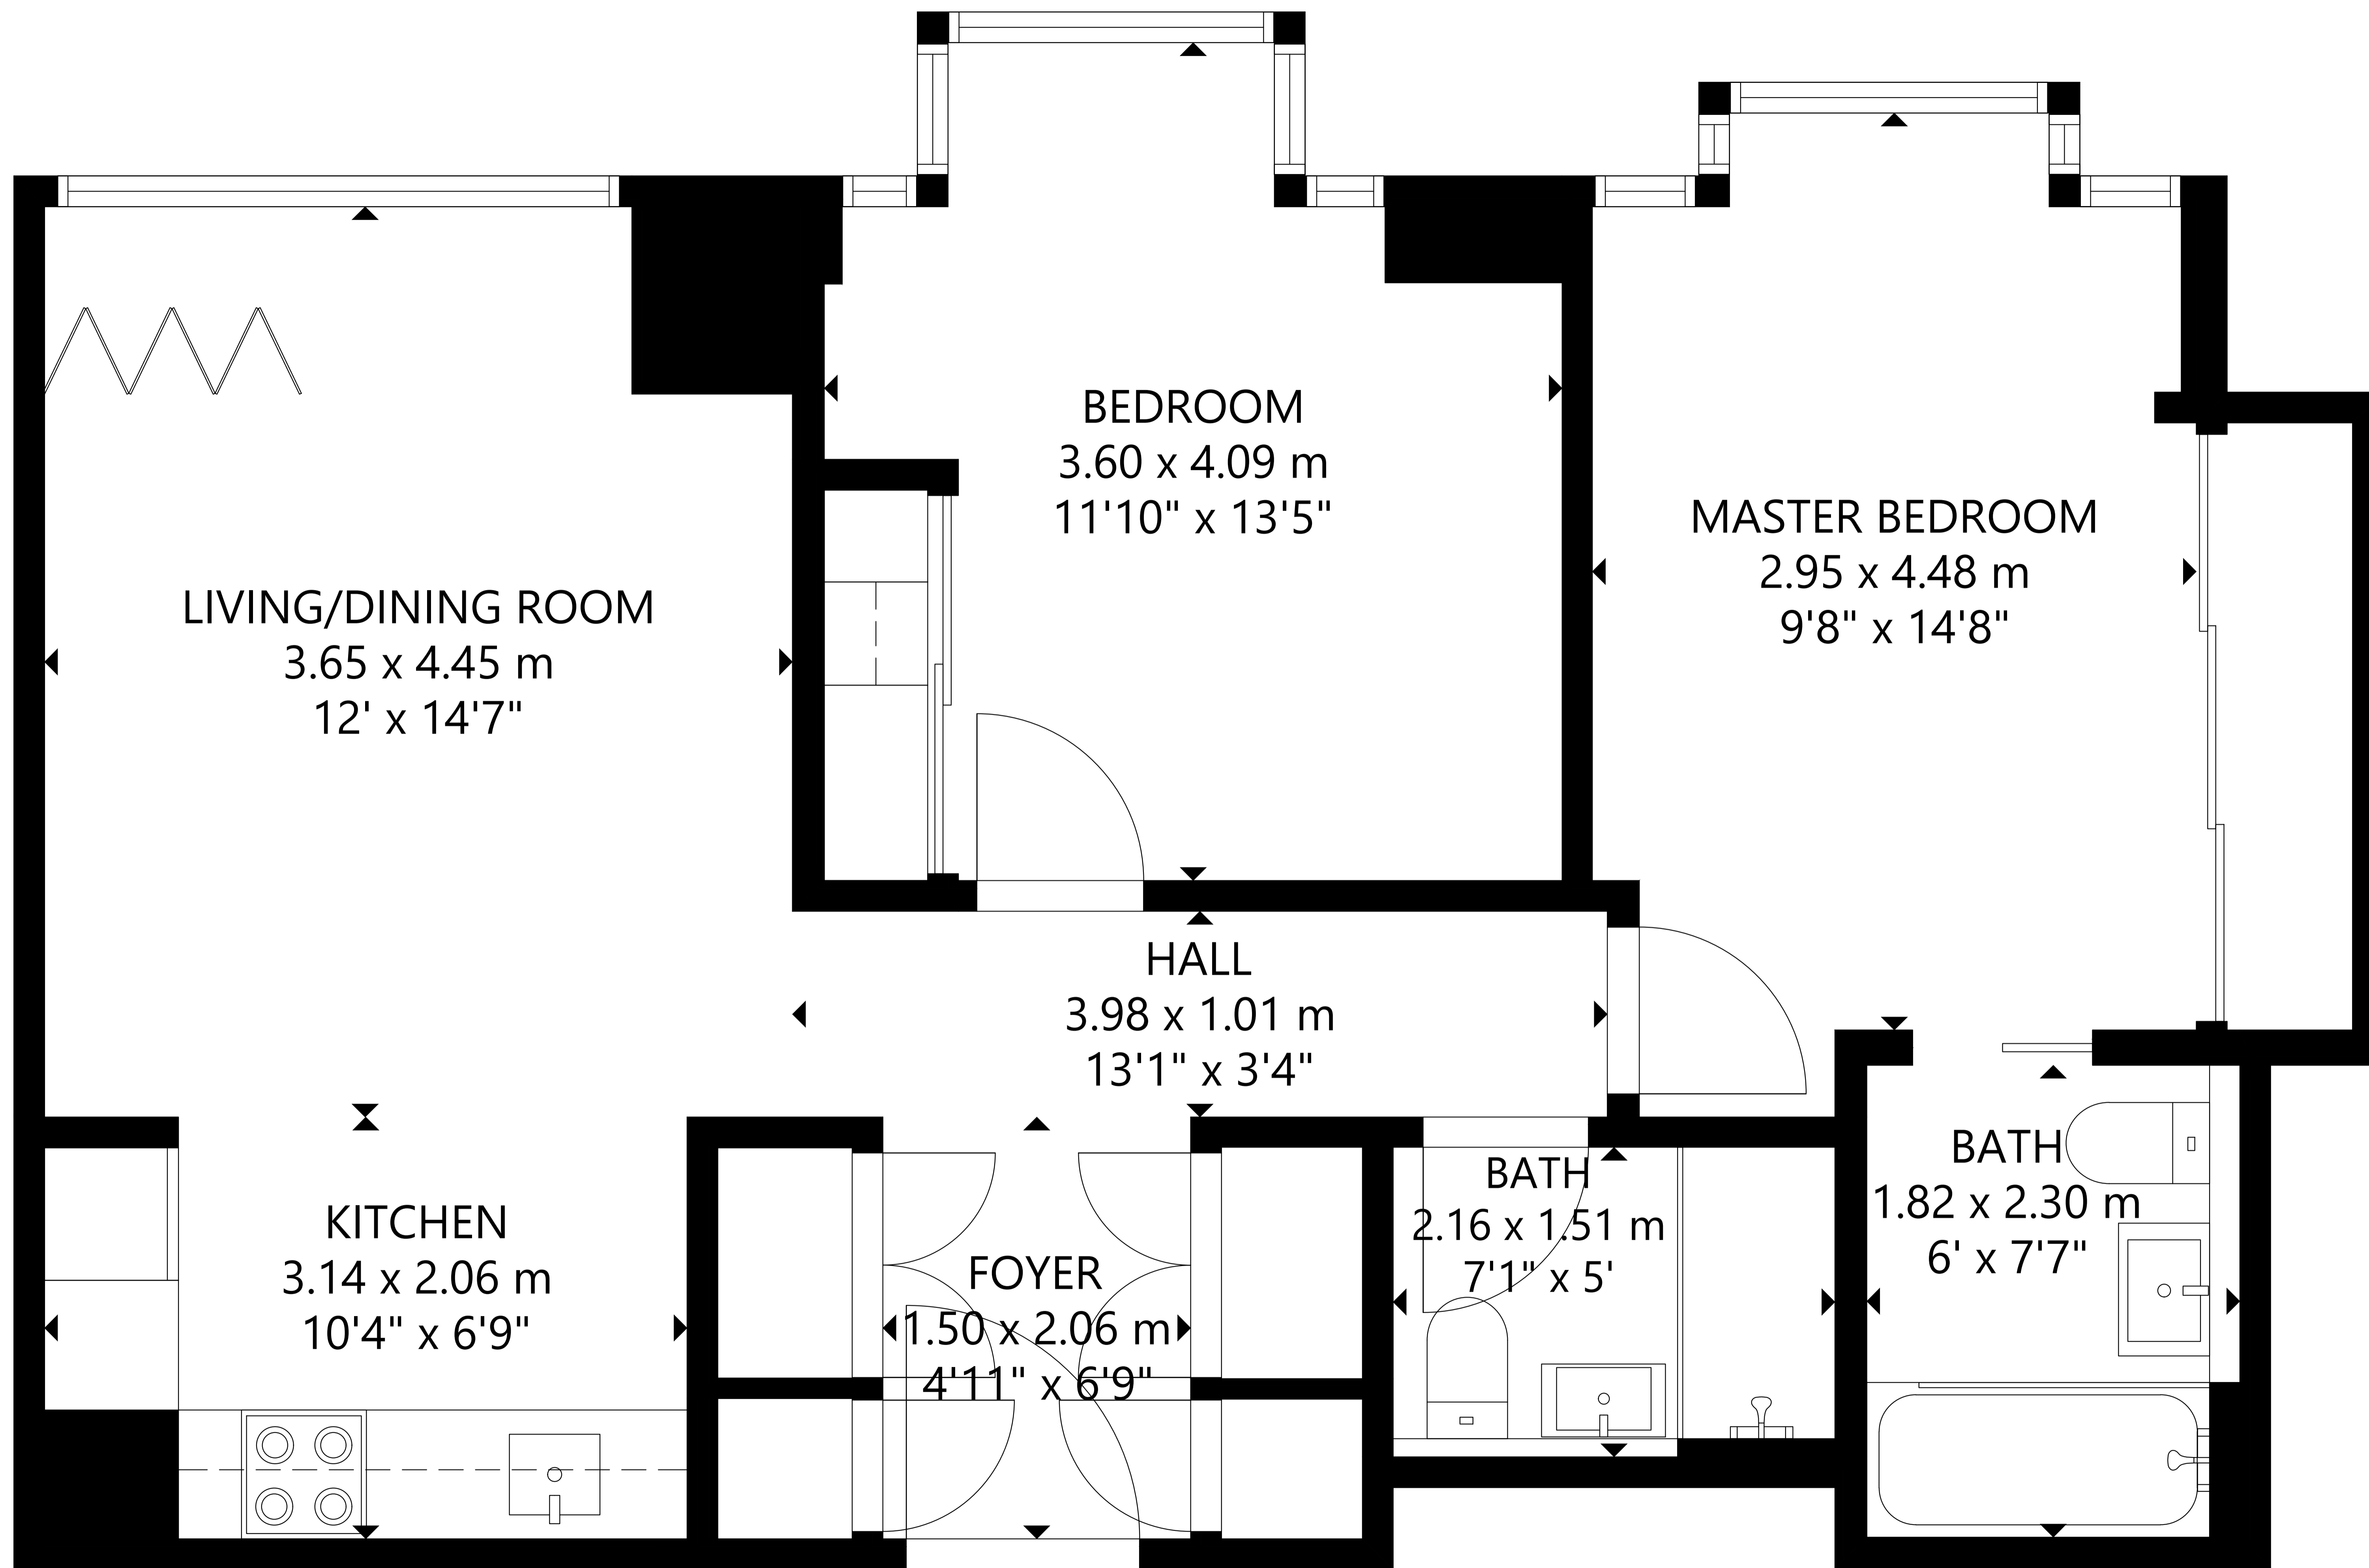 BEDROOM
3.60 x 4.09 m
11'10" x 13'5"
MASTER BEDROOM
2.95 x 4.48 m
9'8" x 14'8"
LIVING/DINING ROOM
3.65 x 4.45 m
12' x 14'7"
HALL
3.98 x 1.01 m
13'1" x 3'4"
KITCHEN
3.14 x 2.06 m
10'4" x 6'9"
FOYER
1.50 x 2.06 m
4'11" x 6'9"
BATH
2.16 x 1.51 m
7'1" x 5'
BATH
1.82 x 2.30 m
6' x 7'7"